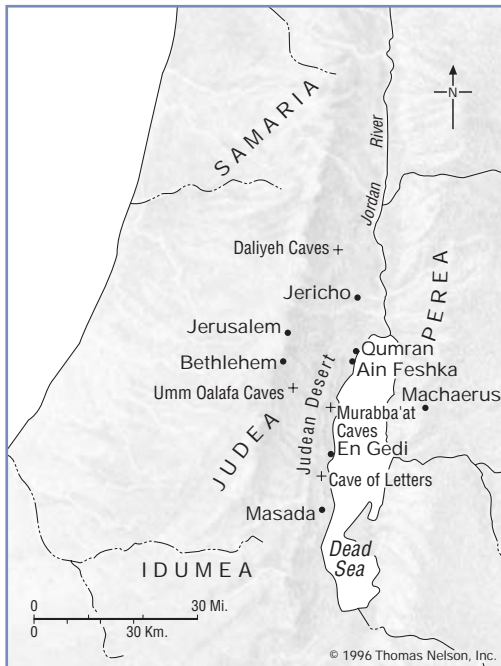 N
SAMARIA
Jordan River
Daliyeh Caves
PEREA
Jericho
Jerusalem
Qumran
Bethlehem
Ain Feshka
Umm Oalafa Caves
Machaerus
Judean Desert
Murabba'at
Caves
JUDEA
En Gedi
Cave of Letters
Masada
Dead
Sea
IDUMEA
0 30 Mi.
0 30 Km.
© 1996 Thomas Nelson, Inc.